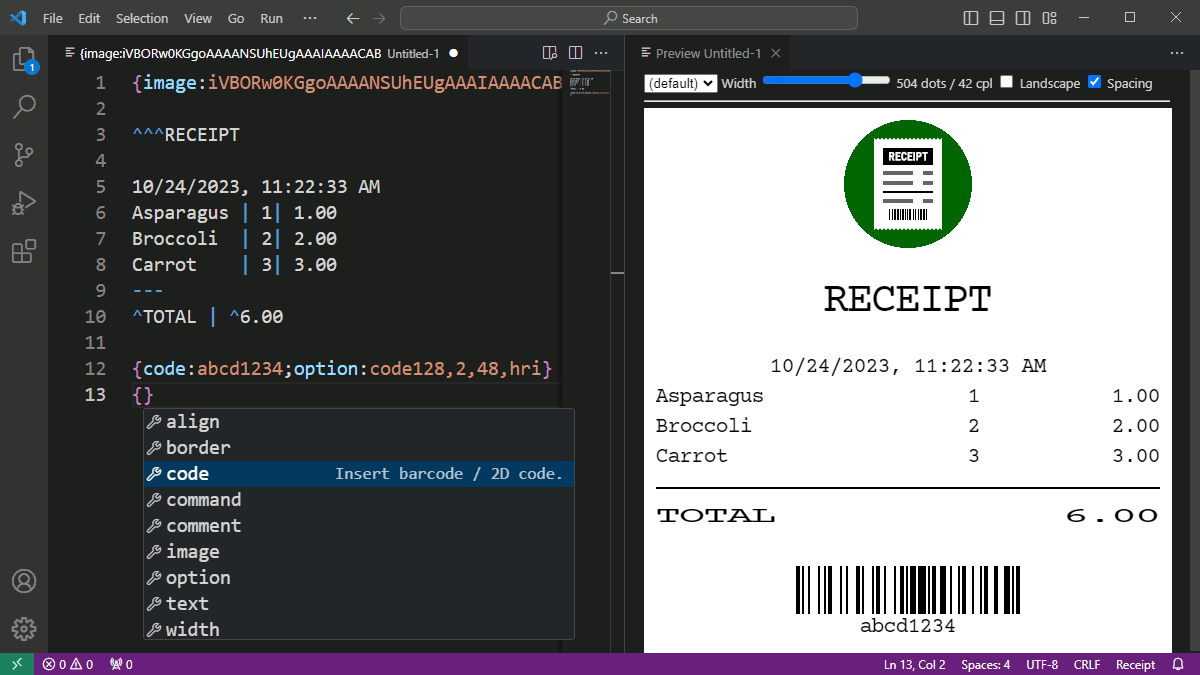 File Edit Selection View Go Run ··· Search
{image:iVBORw0KGgoAAAANSUhEUgAAAIAAAACAB Untitled-1
Preview Untitled-1
(default) Width 504 dots / 42 cpl Landscape Spacing
1
1 {image:iVBORw0KGgoAAAANSUhEUgAAAIAAAACAB
2
3 ^^^RECEIPT
4
5 10/24/2023, 11:22:33 AM
6 Asparagus | 1| 1.00
7 Broccoli | 2| 2.00
8 Carrot | 3| 3.00
9 ---
10 ^TOTAL | ^6.00
11
12 {code:abcd1234;option:code128,2,48,hri}
13 {}
align
border
code Insert barcode / 2D code.
command
comment
image
option
text
width
RECEIPT
RECEIPT
10/24/2023, 11:22:33 AM
Asparagus 1 1.00
Broccoli 2 2.00
Carrot 3 3.00
TOTAL 6.00
abcd1234
0 0 0 Ln 13, Col 2 Spaces: 4 UTF-8 CRLF Receipt